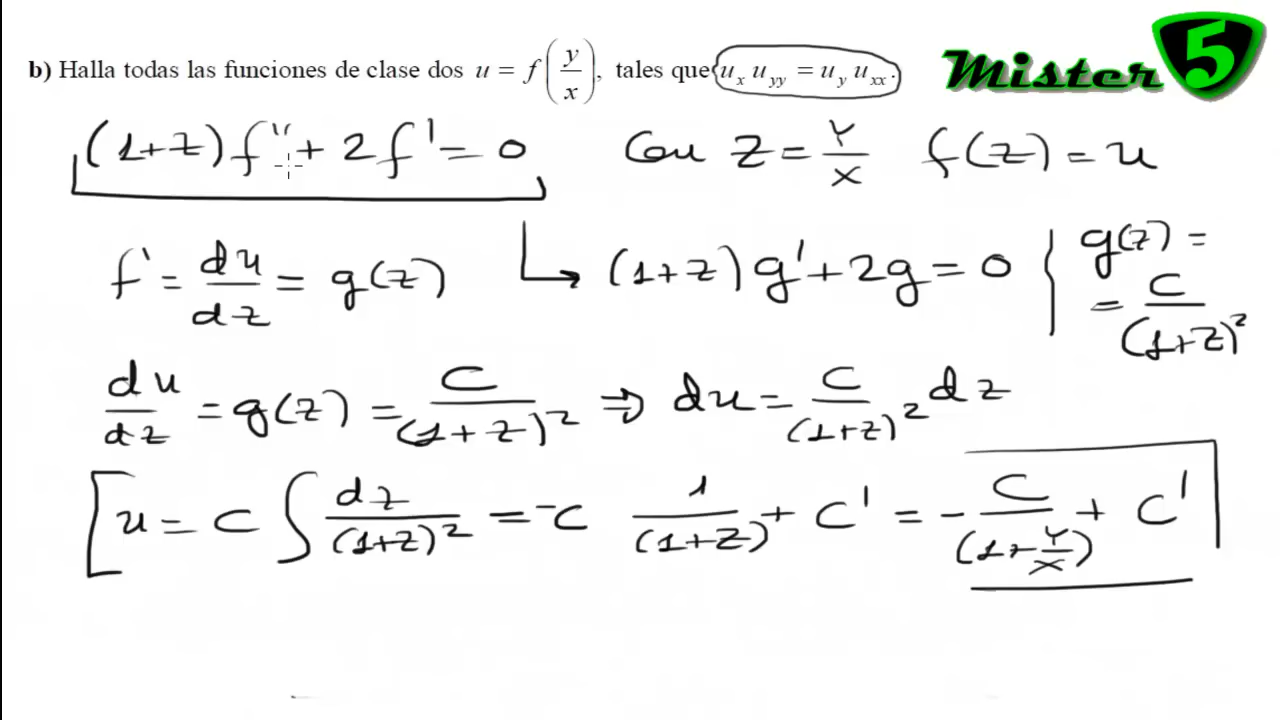 b) Halla todas las funciones de clase dos u = f(y/x), tales que u_x u_yy = u_y u_xx.
Mister 5
(1+z)f'' + 2f' = 0 Con z = y/x f(z) = u
f' = du/dz = g(z) ↳ (1+z)g' + 2g = 0 } g(z) = = C/(1+z)²
du/dz = g(z) = C/(1+z)² ⇒ du = C/(1+z)² dz
[ u = C ∫ dz/(1+z)² = -C 1/(1+z) + C' = - C/(1+y/x) + C'